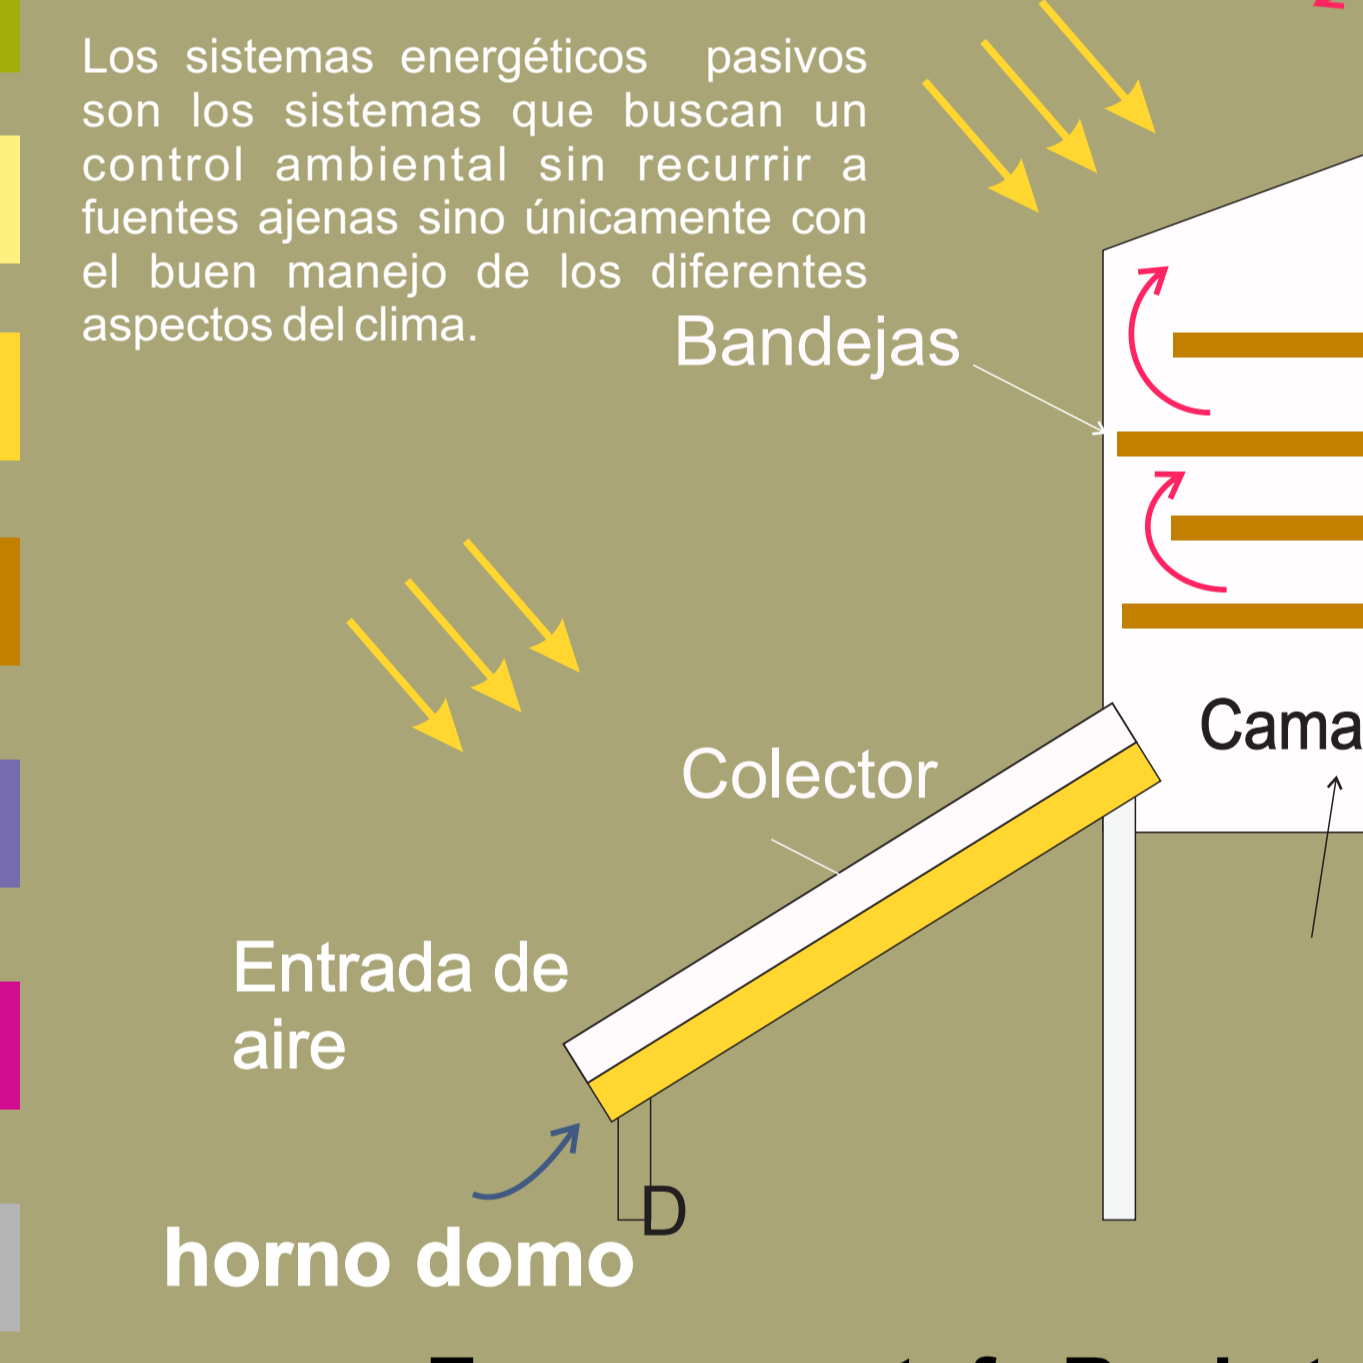 Los sistemas energéticos pasivos
son los sistemas que buscan un
control ambiental sin recurrir a
fuentes ajenas sino únicamente con
el buen manejo de los diferentes
aspectos del clima.
Bandejas
Cama
Colector
Entrada de
aire
D
horno domo